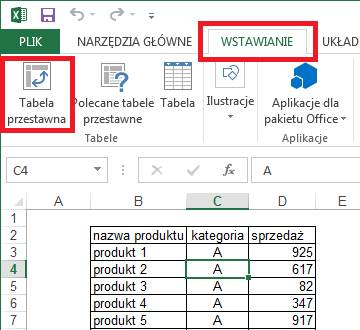 PLIK NARZĘDZIA GŁÓWNE WSTAWIANIE UKŁAD
Tabela przestawna
Polecane tabele przestawne
Tabela
Ilustracje
Aplikacje dla pakietu Office
Tabele Aplikacje
C4 fx A
A B C D
1
2 nazwa produktu kategoria sprzedaż
3 produkt 1 A 925
4 produkt 2 A 617
5 produkt 3 A 82
6 produkt 4 A 347
7 produkt 5 A 917